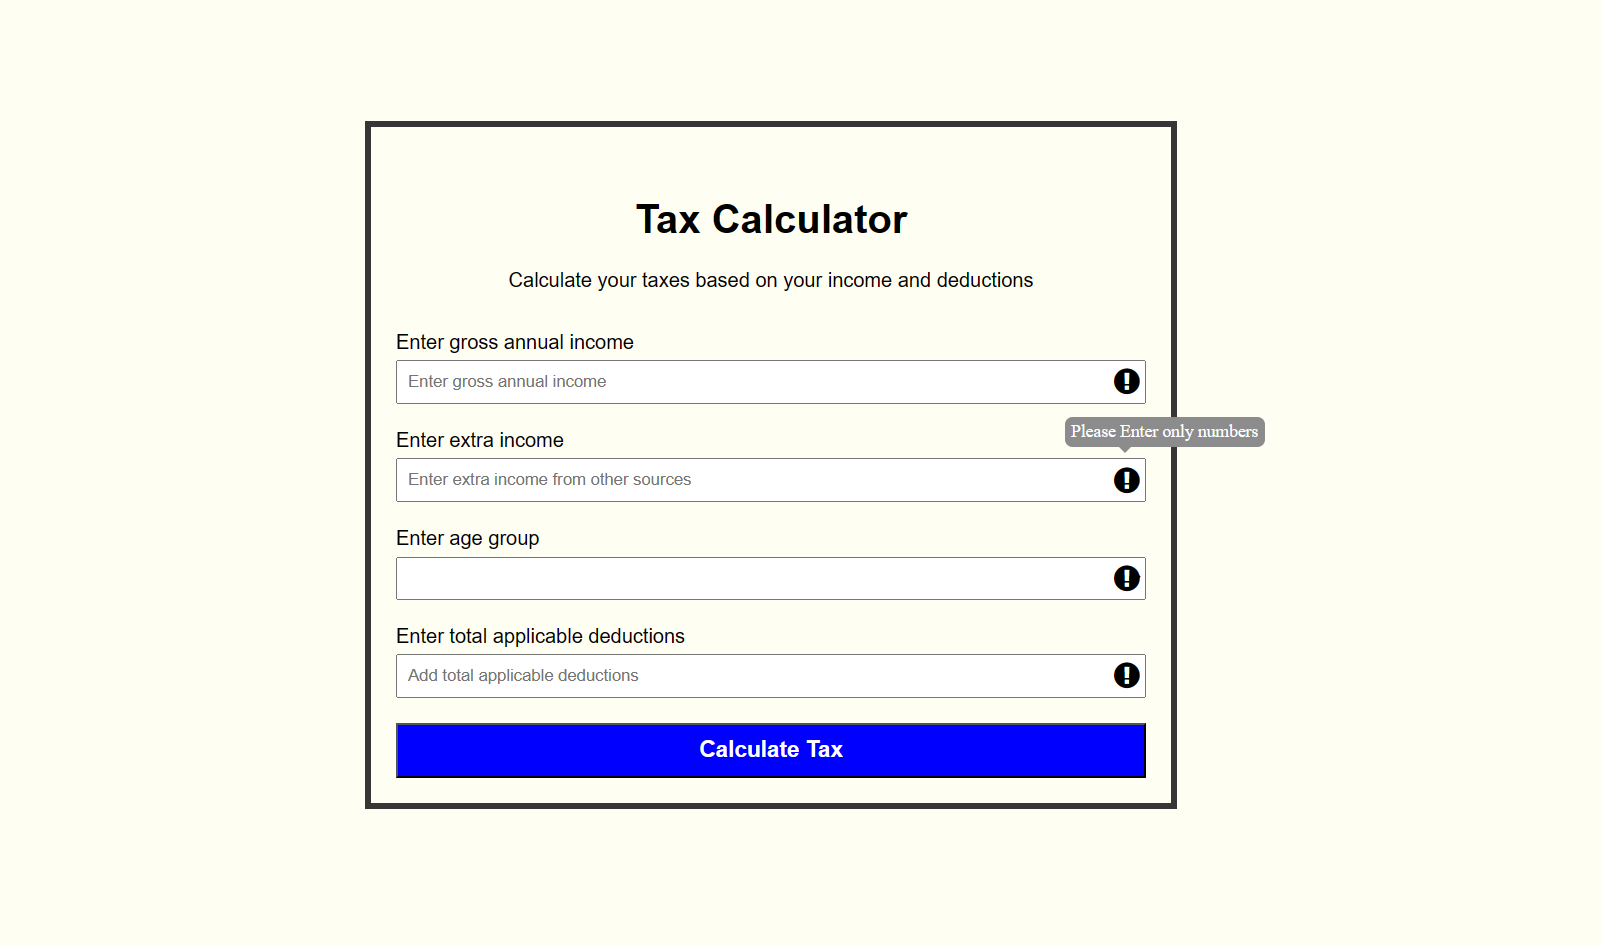 Tax Calculator
Calculate your taxes based on your income and deductions
Enter gross annual income
Enter gross annual income
Please Enter only numbers
Enter extra income
Enter extra income from other sources
Enter age group
Enter total applicable deductions
Add total applicable deductions
Calculate Tax